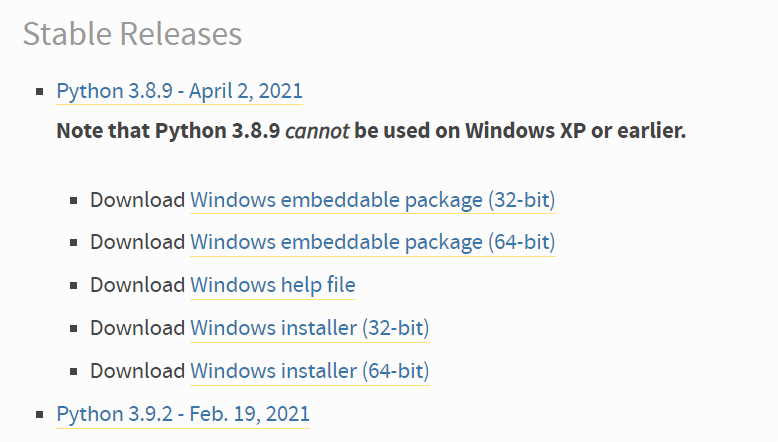 Stable Releases
Python 3.8.9 - April 2, 2021
Note that Python 3.8.9 cannot be used on Windows XP or earlier.
Download Windows embeddable package (32-bit)
Download Windows embeddable package (64-bit)
Download Windows help file
Download Windows installer (32-bit)
Download Windows installer (64-bit)
Python 3.9.2 - Feb. 19, 2021